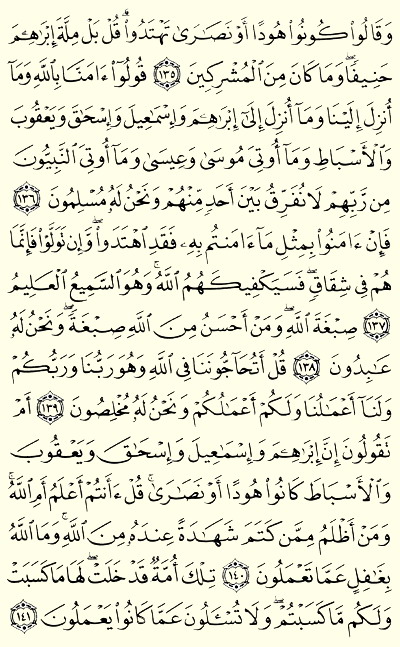 وَقَالُوا۟ كُونُوا۟ هُودًا أَوْ نَصَٰرَىٰ تَهْتَدُوا۟ ۗ قُلْ بَلْ مِلَّةَ إِبْرَٰهِـۧمَ
حَنِيفًا ۖ وَمَا كَانَ مِنَ ٱلْمُشْرِكِينَ ١٣٥ قُولُوٓا۟ ءَامَنَّا بِٱللَّهِ وَمَآ
أُنزِلَ إِلَيْنَا وَمَآ أُنزِلَ إِلَىٰٓ إِبْرَٰهِـۧمَ وَإِسْمَٰعِيلَ وَإِسْحَٰقَ وَيَعْقُوبَ
وَٱلْأَسْبَاطِ وَمَآ أُوتِىَ مُوسَىٰ وَعِيسَىٰ وَمَآ أُوتِىَ ٱلنَّبِيُّونَ
مِن رَّبِّهِمْ لَا نُفَرِّقُ بَيْنَ أَحَدٍ مِّنْهُمْ وَنَحْنُ لَهُۥ مُسْلِمُونَ ١٣٦
فَإِنْ ءَامَنُوا۟ بِمِثْلِ مَآ ءَامَنتُم بِهِۦ فَقَدِ ٱهْتَدَوا۟ ۖ وَّإِن تَوَلَّوْا۟ فَإِنَّمَا
هُمْ فِى شِقَاقٍ ۖ فَسَيَكْفِيكَهُمُ ٱللَّهُ ۚ وَهُوَ ٱلسَّمِيعُ ٱلْعَلِيمُ
١٣٧ صِبْغَةَ ٱللَّهِ ۖ وَمَنْ أَحْسَنُ مِنَ ٱللَّهِ صِبْغَةً ۖ وَنَحْنُ لَهُۥ
عَٰبِدُونَ ١٣٨ قُلْ أَتُحَآجُّونَنَا فِى ٱللَّهِ وَهُوَ رَبُّنَا وَرَبُّكُمْ
وَلَنَآ أَعْمَٰلُنَا وَلَكُمْ أَعْمَٰلُكُمْ وَنَحْنُ لَهُۥ مُخْلِصُونَ ١٣٩ أَمْ
تَقُولُونَ إِنَّ إِبْرَٰهِـۧمَ وَإِسْمَٰعِيلَ وَإِسْحَٰقَ وَيَعْقُوبَ
وَٱلْأَسْبَاطَ كَانُوا۟ هُودًا أَوْ نَصَٰرَىٰ ۗ قُلْ ءَأَنتُمْ أَعْلَمُ أَمِ ٱللَّهُ ۗ
وَمَنْ أَظْلَمُ مِمَّن كَتَمَ شَهَٰدَةً عِندَهُۥ مِنَ ٱللَّهِ ۗ وَمَا ٱللَّهُ
بِغَٰفِلٍ عَمَّا تَعْمَلُونَ ١٤٠ تِلْكَ أُمَّةٌ قَدْ خَلَتْ ۖ لَهَا مَا كَسَبَتْ
وَلَكُم مَّا كَسَبْتُمْ ۖ وَلَا تُسْـَٔلُونَ عَمَّا كَانُوا۟ يَعْمَلُونَ ١٤١